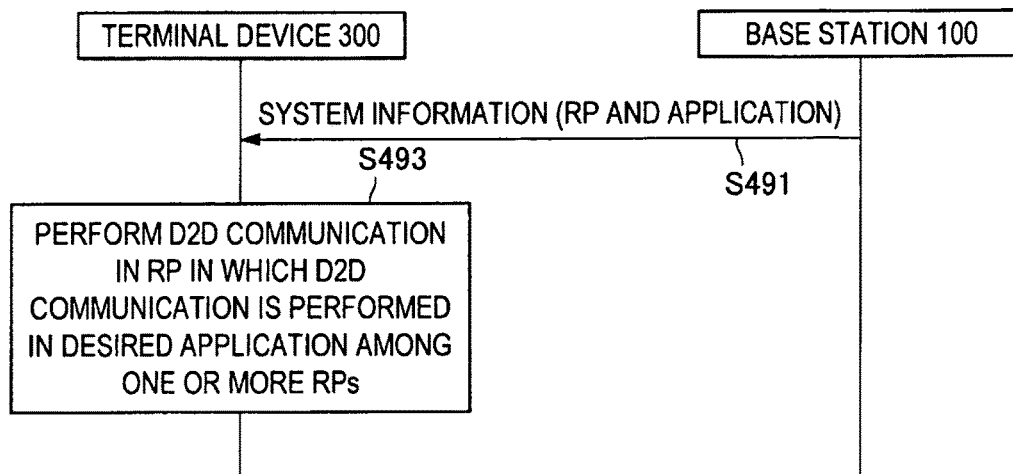 TERMINAL DEVICE 300
BASE STATION 100
SYSTEM INFORMATION (RP AND APPLICATION)
S493
S491
PERFORM D2D COMMUNICATION
IN RP IN WHICH D2D
COMMUNICATION IS PERFORMED
IN DESIRED APPLICATION AMONG
ONE OR MORE RPs